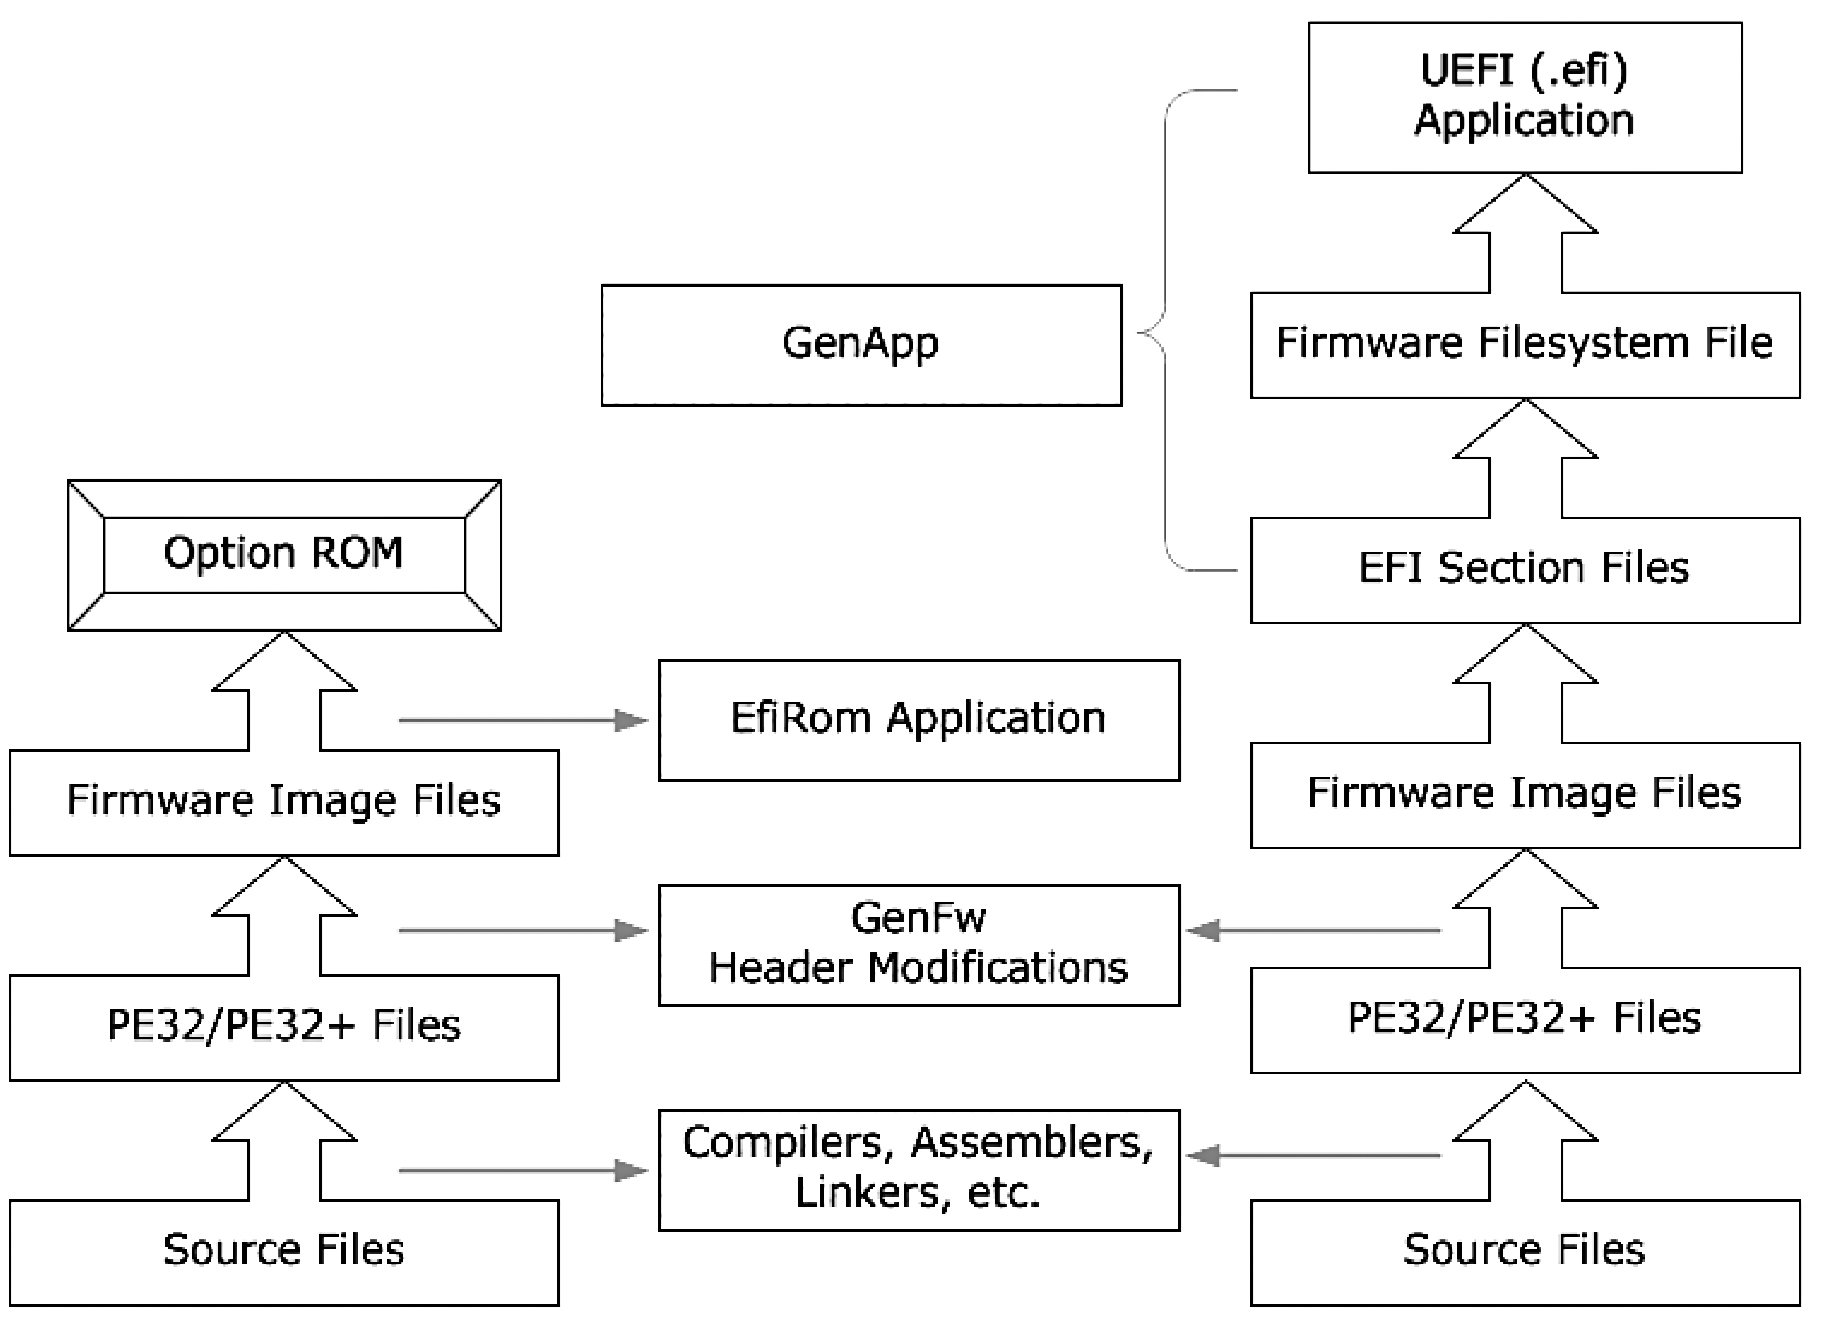 UEFI (.efi)
Application
GenApp
Firmware Filesystem File
Option ROM
EFI Section Files
EfiRom Application
Firmware Image Files
Firmware Image Files
GenFw
Header Modifications
PE32/PE32+ Files
PE32/PE32+ Files
Compilers, Assemblers,
Linkers, etc.
Source Files
Source Files